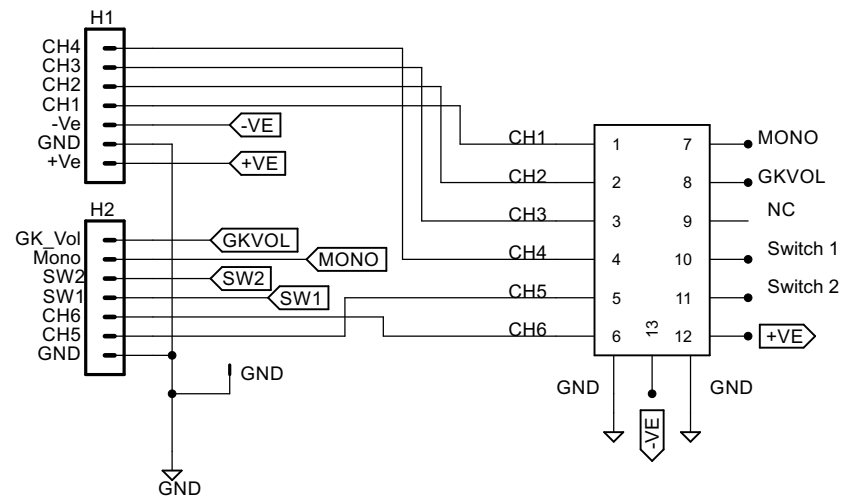 H1
CH4
CH3
CH2
CH1
-Ve
GND
+Ve
-VE
+VE
H2
GK_Vol
Mono
SW2
SW1
CH6
CH5
GND
GKVOL
MONO
SW2
SW1
GND
GND
CH1
CH2
CH3
CH4
CH5
CH6
1
2
3
4
5
6
13
7
8
9
10
11
12
MONO
GKVOL
NC
Switch 1
Switch 2
+VE
GND
-VE
GND